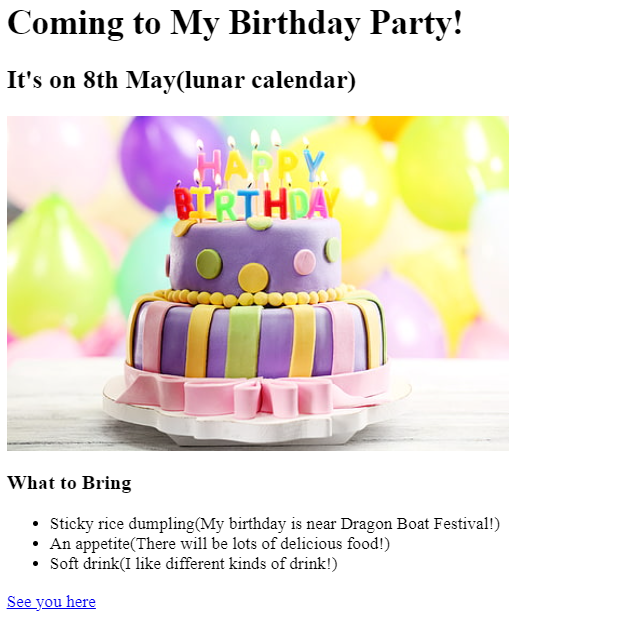 Coming to My Birthday Party!
It's on 8th May(lunar calendar)
HAPPY
BIRTHDAY
What to Bring
Sticky rice dumpling(My birthday is near Dragon Boat Festival!)
An appetite(There will be lots of delicious food!)
Soft drink(I like different kinds of drink!)
See you here